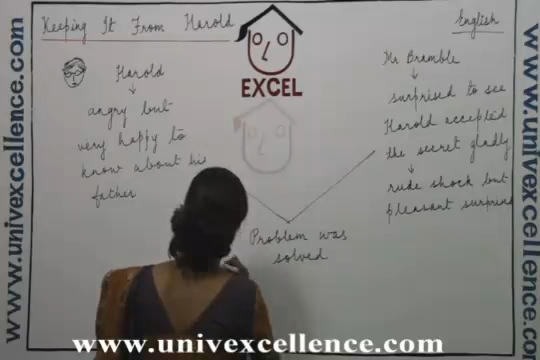 Keeping It From Harold
English
EXCEL
Harold
angry but
very happy to
know about his
father
Mr Bramble
surprised to see
Harold accepted
the secret gladly
rude shock but
pleasant surprise
Problem was
solved
www.univexcellence.com
www.univexcellence.com
www.univexcellence.com